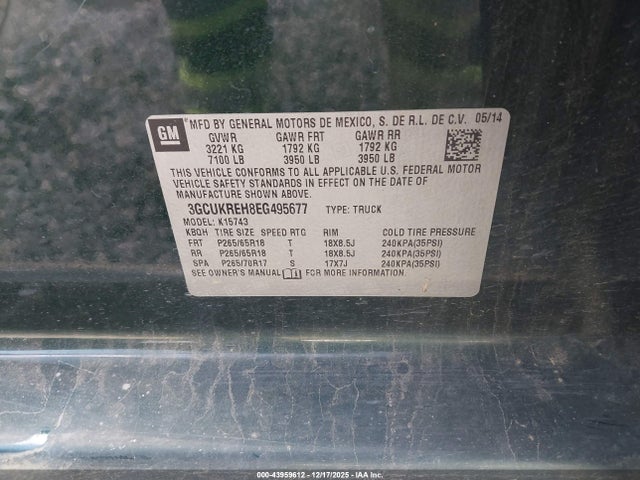 GM
MFD BY GENERAL MOTORS DE MEXICO, S. DE R.L. DE C.V. 05/14
GVWR GAWR FRT GAWR RR
3221 KG 1792 KG 1792 KG
7100 LB 3950 LB 3950 LB
THIS VEHICLE CONFORMS TO ALL APPLICABLE U.S. FEDERAL MOTOR
VEHICLE SAFETY STANDARDS IN EFFECT ON THE DATE OF MANUFACTURE
SHOWN ABOVE.
3GCUKREH8EG495677 TYPE: TRUCK
MODEL: K15743
KBQH TIRE SIZE SPEED RTG RIM COLD TIRE PRESSURE
FRT P265/65R18 T 18X8.5J 240KPA(35PSI)
RR P265/65R18 T 18X8.5J 240KPA(35PSI)
SPA P265/70R17 S 17X7J 240KPA(35PSI)
SEE OWNER'S MANUAL FOR MORE INFORMATION.
000-43959612 - 12/17/2025 - IAA Inc.